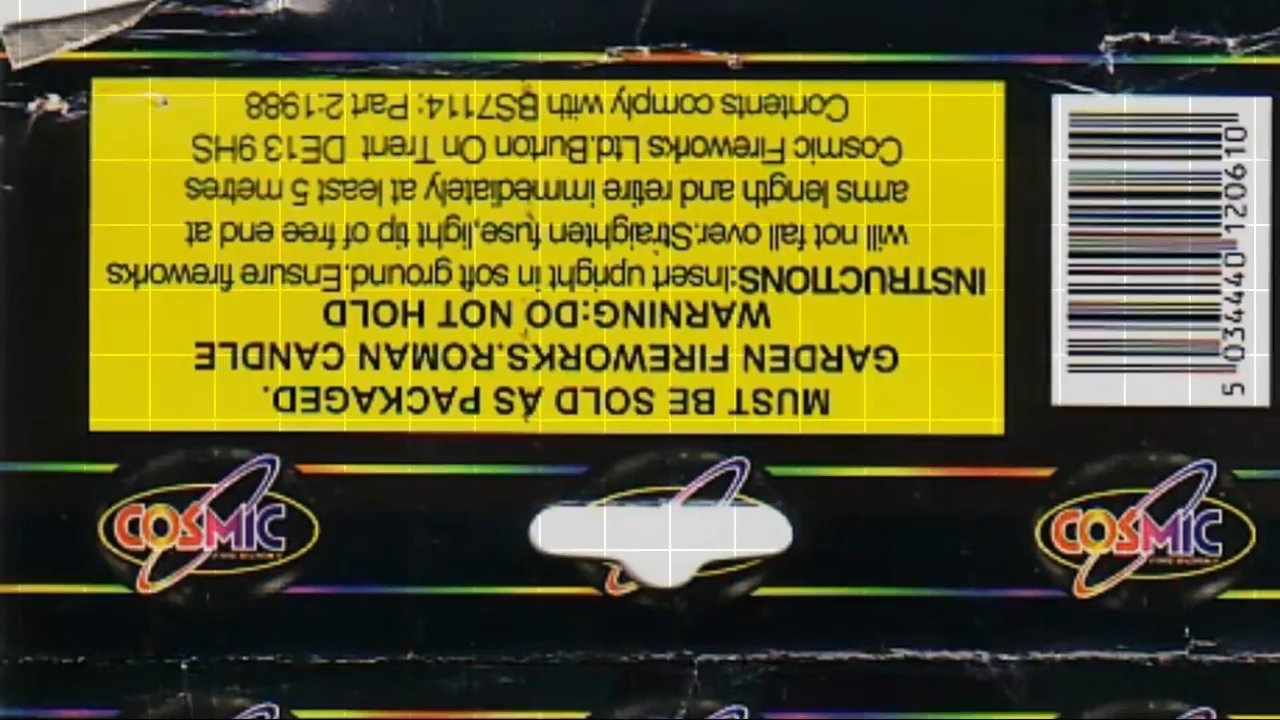 MUST BE SOLD AS PACKAGED.
GARDEN FIREWORKS.ROMAN CANDLE
WARNING:DO NOT HOLD
INSTRUCTIONS:Insert upright in soft ground.Ensure fireworks
will not fall over.Straighten fuse,light tip of free end at
arms length and retire immediately at least 5 metres
Cosmic Fireworks Ltd.Burton On Trent DE13 9HS
Contents comply with BS7114: Part 2:1988
5 034440 120610
COSMIC
COSMIC